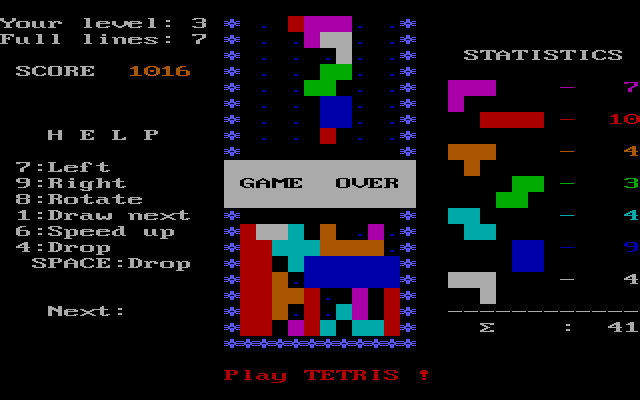 Your level: 3
Full lines: 7
SCORE 1016
H E L P
7:Left
9:Right
8:Rotate
1:Draw next
6:Speed up
4:Drop
SPACE:Drop
Next:
GAME OVER
Play TETRIS !
STATISTICS
— 7
— 10
— 4
— 3
— 4
— 9
— 4
Σ : 41